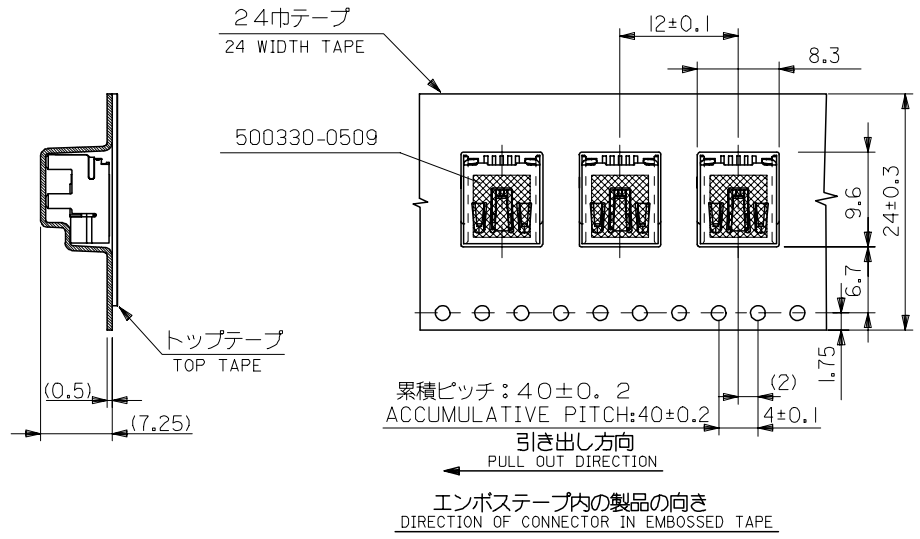 24巾テープ
24 WIDTH TAPE
12±0.1
8.3
500330-0509
9.6
24±0.3
6.7
1.75
トップテープ
TOP TAPE
(0.5)
(7.25)
(2)
累積ピッチ：40±0.2
ACCUMULATIVE PITCH:40±0.2
4±0.1
引き出し方向
PULL OUT DIRECTION
エンボステープ内の製品の向き
DIRECTION OF CONNECTOR IN EMBOSSED TAPE